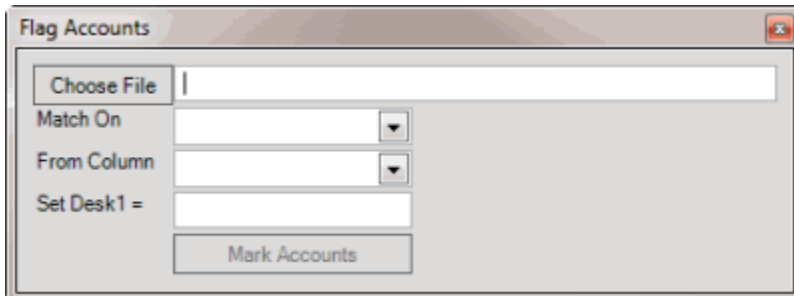 Flag Accounts
Choose File
Match On
From Column
Set Desk1 =
Mark Accounts